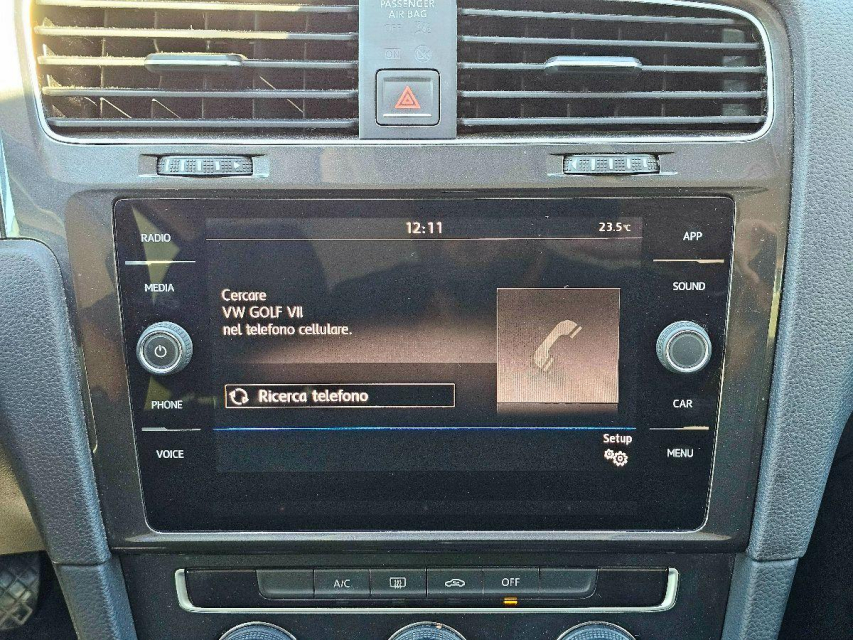 PASSENGER
AIR BAG
RADIO
12:11
23.5°C
APP
MEDIA
SOUND
Cercare
VW GOLF VII
nel telefono cellulare.
Ricerca telefono
PHONE
CAR
Setup
VOICE
MENU
A/C
OFF